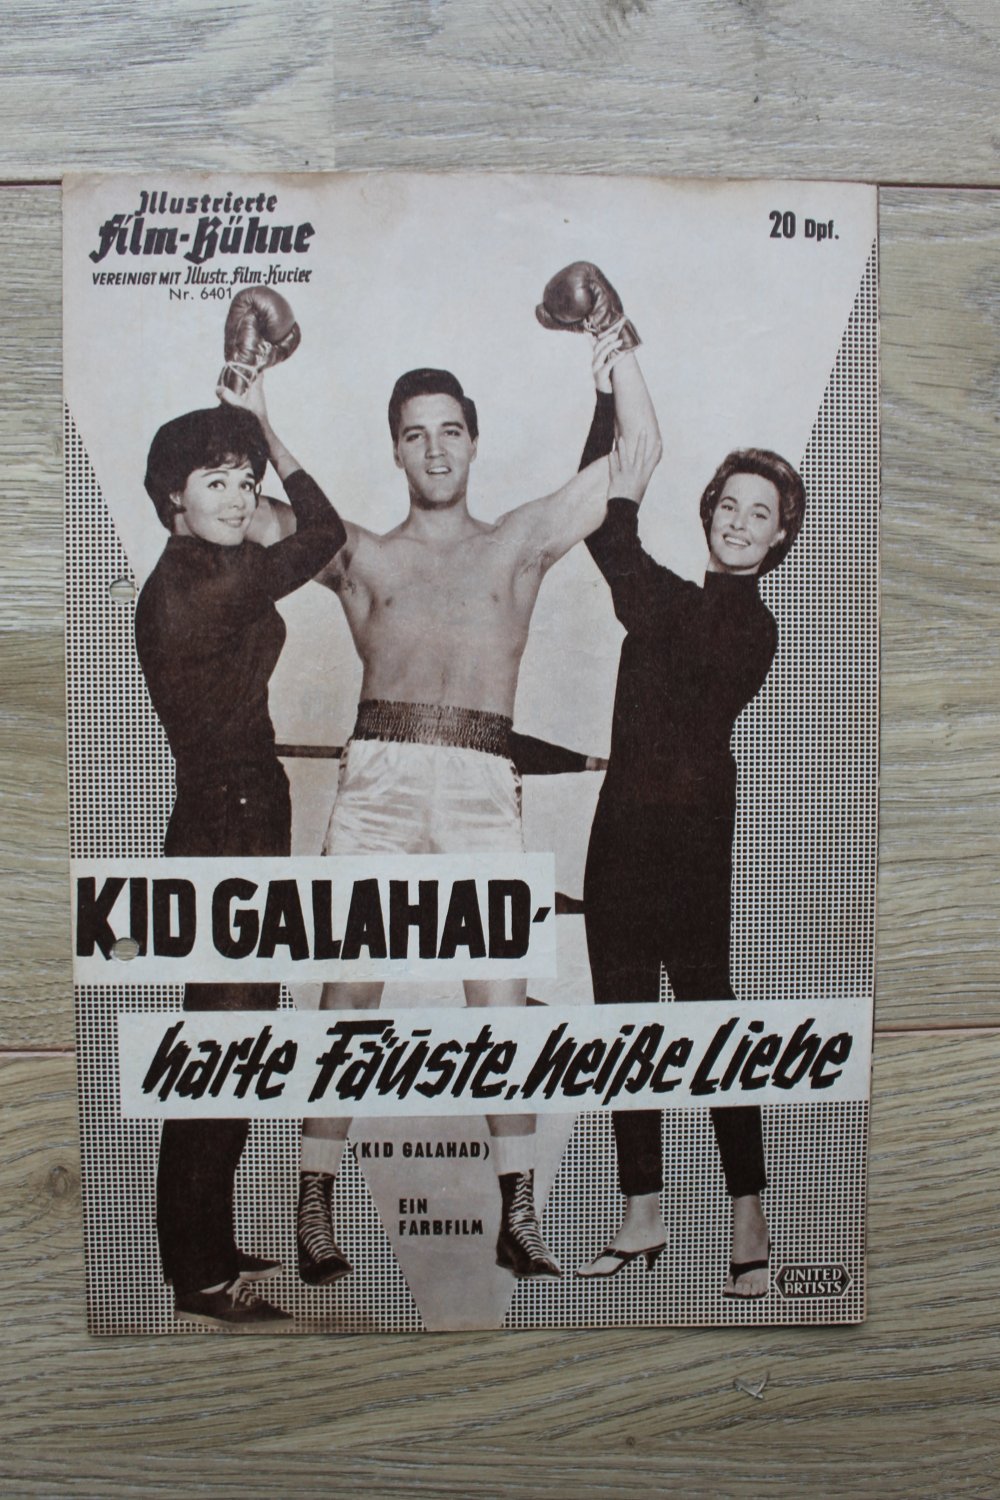 Illustrierte
Film-Bühne
VEREINIGT MIT Illustr. Film-Kurier
Nr. 6401
20 Dpf.
KID GALAHAD-
harte Fäuste, heiße Liebe
(KID GALAHAD)
EIN
FARBFILM
UNITED
ARTISTS